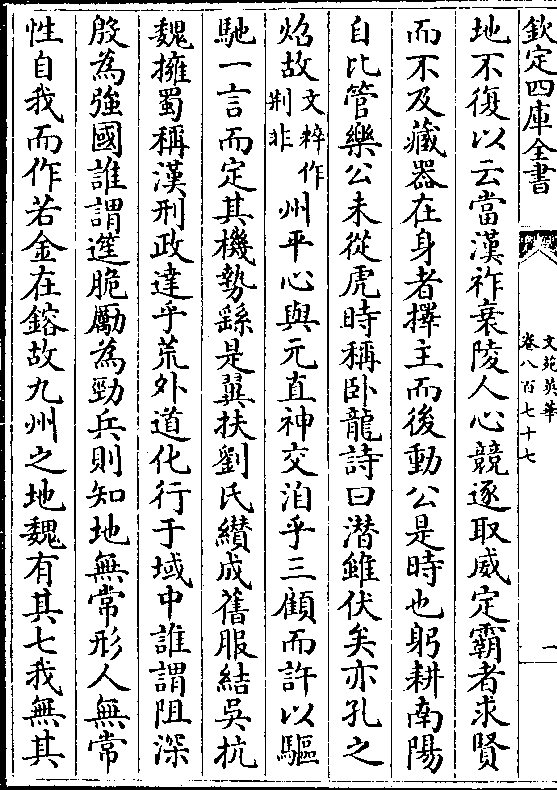 欽定四庫全書
文苑英華
卷八百七十七
一
地不復以云當漢祚衰陵人心競逐取威定霸者求賢
而不及藏器在身者擇主而後動公是時也躬耕南陽
自比管樂公未從虎時稱卧龍詩曰潛雖伏矣亦孔之
炤故文粹作荆非州平心與元直神交洎乎三顧而許以驅
馳一言而定其機勢繇是翼扶劉氏纘成舊服結吳抗
魏擁蜀稱漢刑政達乎荒外道化行于域中誰謂阻深
殷為強國誰謂䢡脆勵為勁兵則知地無常形人無常
性自我而作若金在鎔故九州之地魏有其七我無其